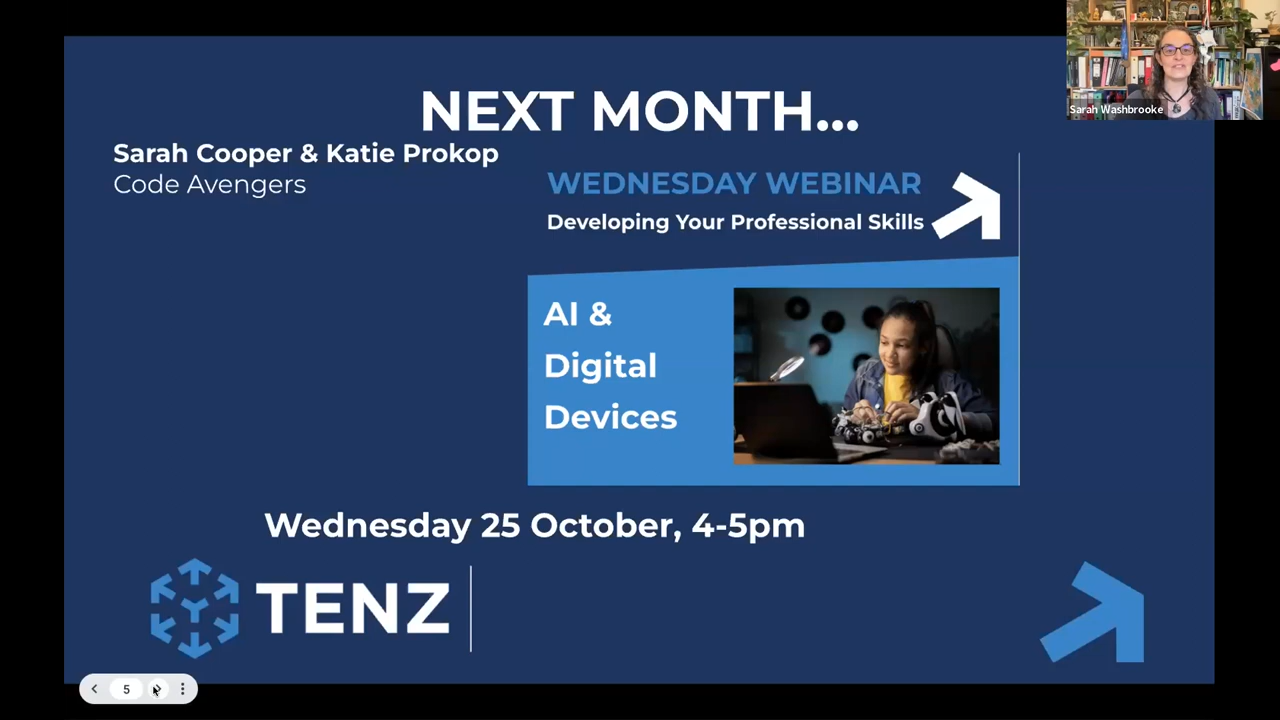 NEXT MONTH...
Sarah Cooper & Katie Prokop
Code Avengers
WEDNESDAY WEBINAR
Developing Your Professional Skills
AI &
Digital
Devices
Wednesday 25 October, 4-5pm
TENZ
Sarah Washbrooke
5